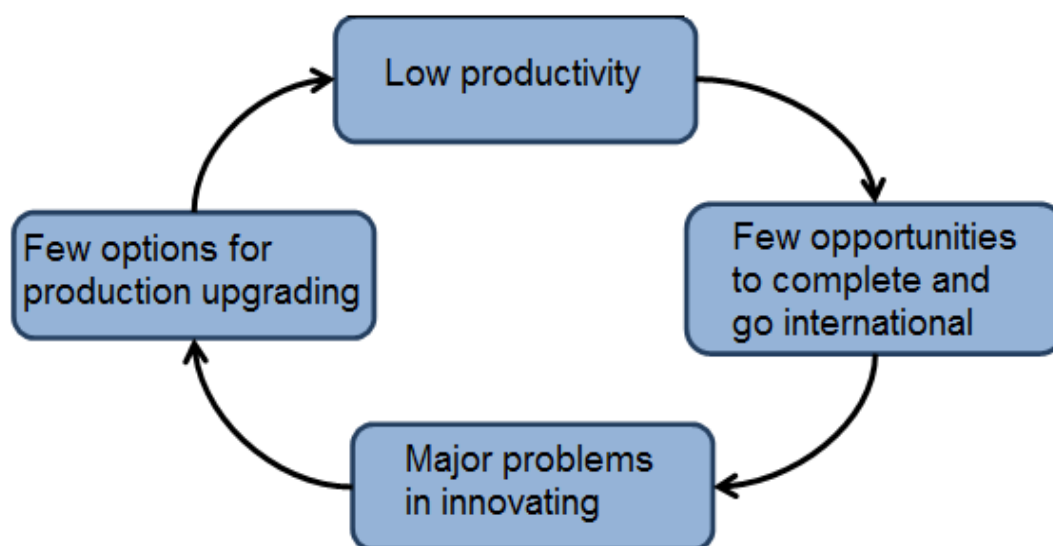 Low productivity
Few opportunities
to complete and
go international
Major problems
in innovating
Few options for
production upgrading